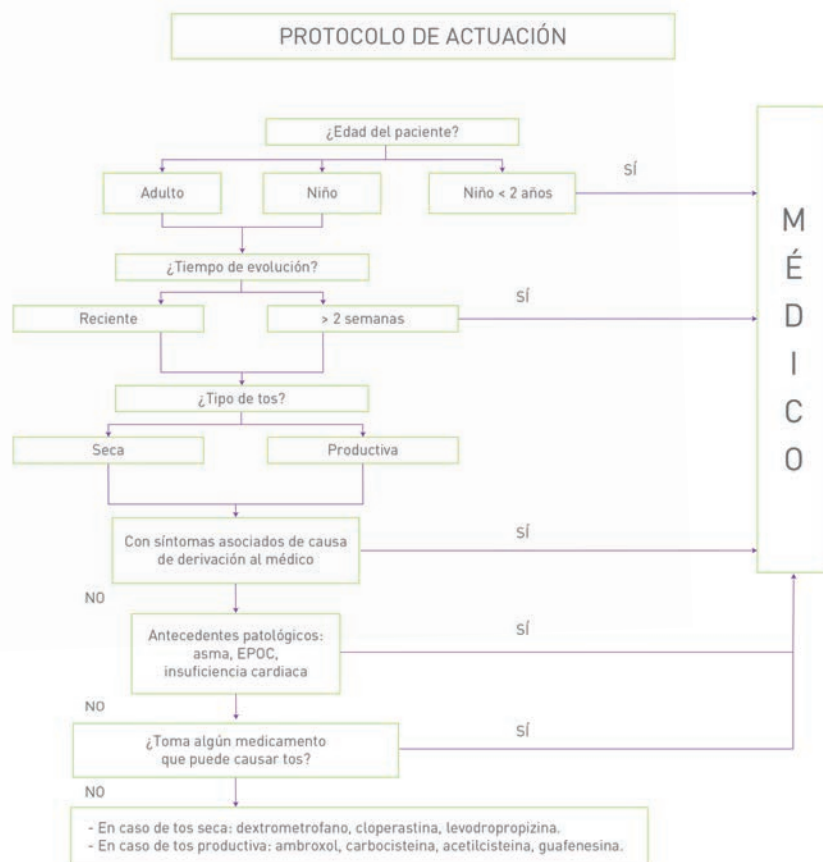 PROTOCOLO DE ACTUACIÓN
¿Edad del paciente?
Adulto
Niño
Niño < 2 años
SÍ
¿Tiempo de evolución?
Reciente
> 2 semanas
SÍ
¿Tipo de tos?
Seca
Productiva
Con síntomas asociados de causa
de derivación al médico
SÍ
NO
Antecedentes patológicos:
asma, EPOC,
insuficiencia cardiaca
SÍ
NO
¿Toma algún medicamento
que puede causar tos?
SÍ
NO
- En caso de tos seca: dextrometrofano, cloperastina, levodropropizina.
- En caso de tos productiva: ambroxol, carbocisteina, acetilcisteina, guafenesina.
MÉDICO